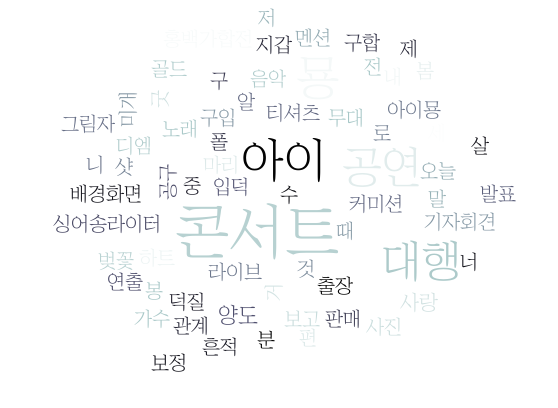 저
지갑 멘션 구합 제
골드 구 음악 묭 전 내 봄
알 구입 티셔츠 무대 아이묭
그림자 디엠 노래 폴 로 살
니 샷 마리 아이 공연 오늘
배경화면 중 입덕 수 커미션 말 발표
싱어송라이터 콘서트 때 기자회견
벚꽃 하트 라이브 것 대행 너
연출 봉 덕질 출장 사랑
가수 관계 양도 보고 판매 사진
흔적 분 편
보정
미개
굿
공구